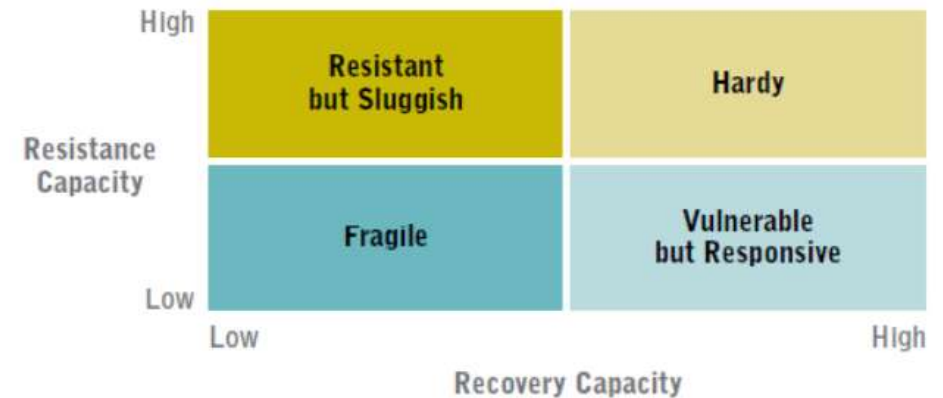 High
Resistant
but Sluggish
Hardy
Resistance
Capacity
Fragile
Vulnerable
but Responsive
Low
Low
High
Recovery Capacity